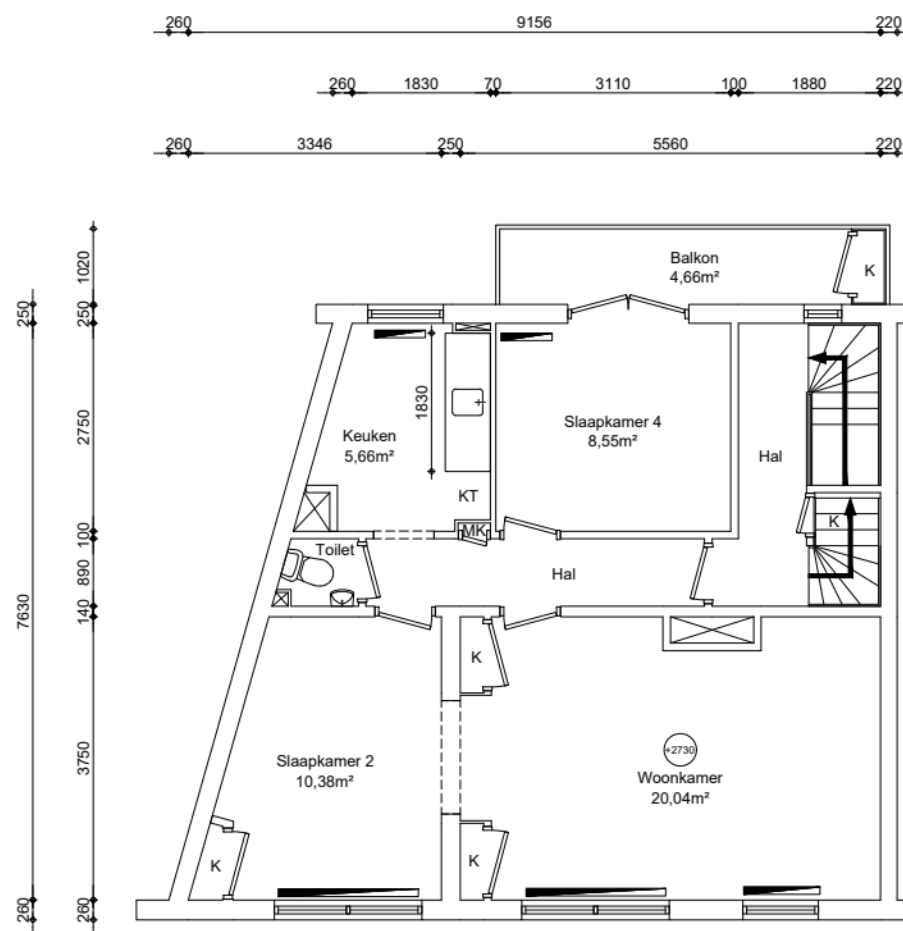 260 9156 220
260 1830 70 3110 100 1880 220
260 3346 250 5560 220
1020
250
250
2750
100
890
140
7630
3750
260
260
Balkon
4,66m²
K
1830
Keuken
5,66m²
Slaapkamer 4
8,55m²
Hal
KT
MK
K
Toilet
Hal
K
Slaapkamer 2
10,38m²
+2730
Woonkamer
20,04m²
K
K